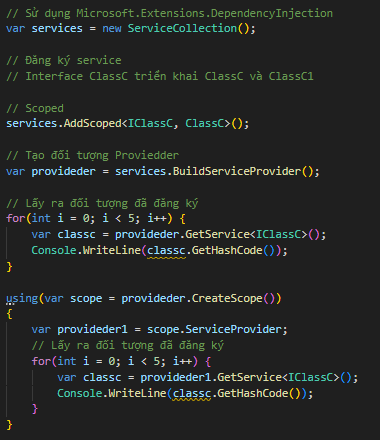 // Sử dụng Microsoft.Extensions.DependencyInjection
var services = new ServiceCollection();
// Đăng ký service
// Interface ClassC triển khai ClassC và ClassC1
// Scoped
services.AddScoped<IClassC, ClassC>();
// Tạo đối tượng Proviedder
var provideder = services.BuildServiceProvider();
// Lấy ra đối tượng đã đăng ký
for(int i = 0; i < 5; i++) {
    var classc = provideder.GetService<IClassC>();
    Console.WriteLine(classc.GetHashCode());
}
using(var scope = provideder.CreateScope())
{
    var provideder1 = scope.ServiceProvider;
    // Lấy ra đối tượng đã đăng ký
    for(int i = 0; i < 5; i++) {
        var classc = provideder1.GetService<IClassC>();
        Console.WriteLine(classc.GetHashCode());
    }
}